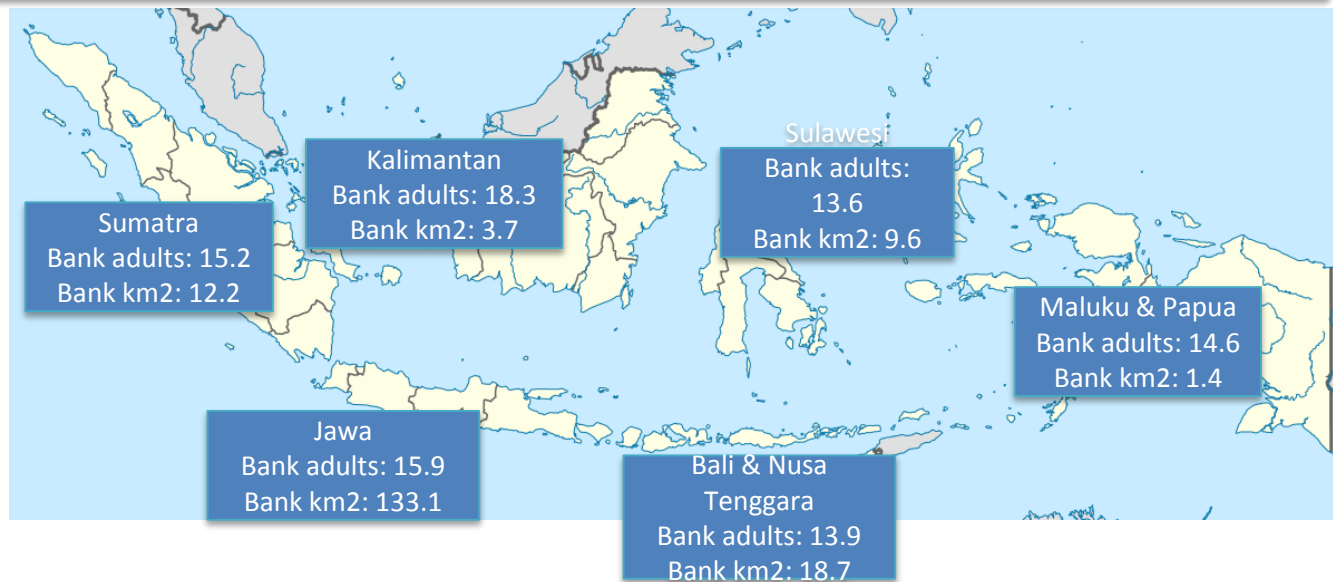 Sumatra
Bank adults: 15.2
Bank km2: 12.2
Kalimantan
Bank adults: 18.3
Bank km2: 3.7
Sulawesi
Bank adults:
13.6
Bank km2: 9.6
Maluku & Papua
Bank adults: 14.6
Bank km2: 1.4
Jawa
Bank adults: 15.9
Bank km2: 133.1
Bali & Nusa
Tenggara
Bank adults: 13.9
Bank km2: 18.7